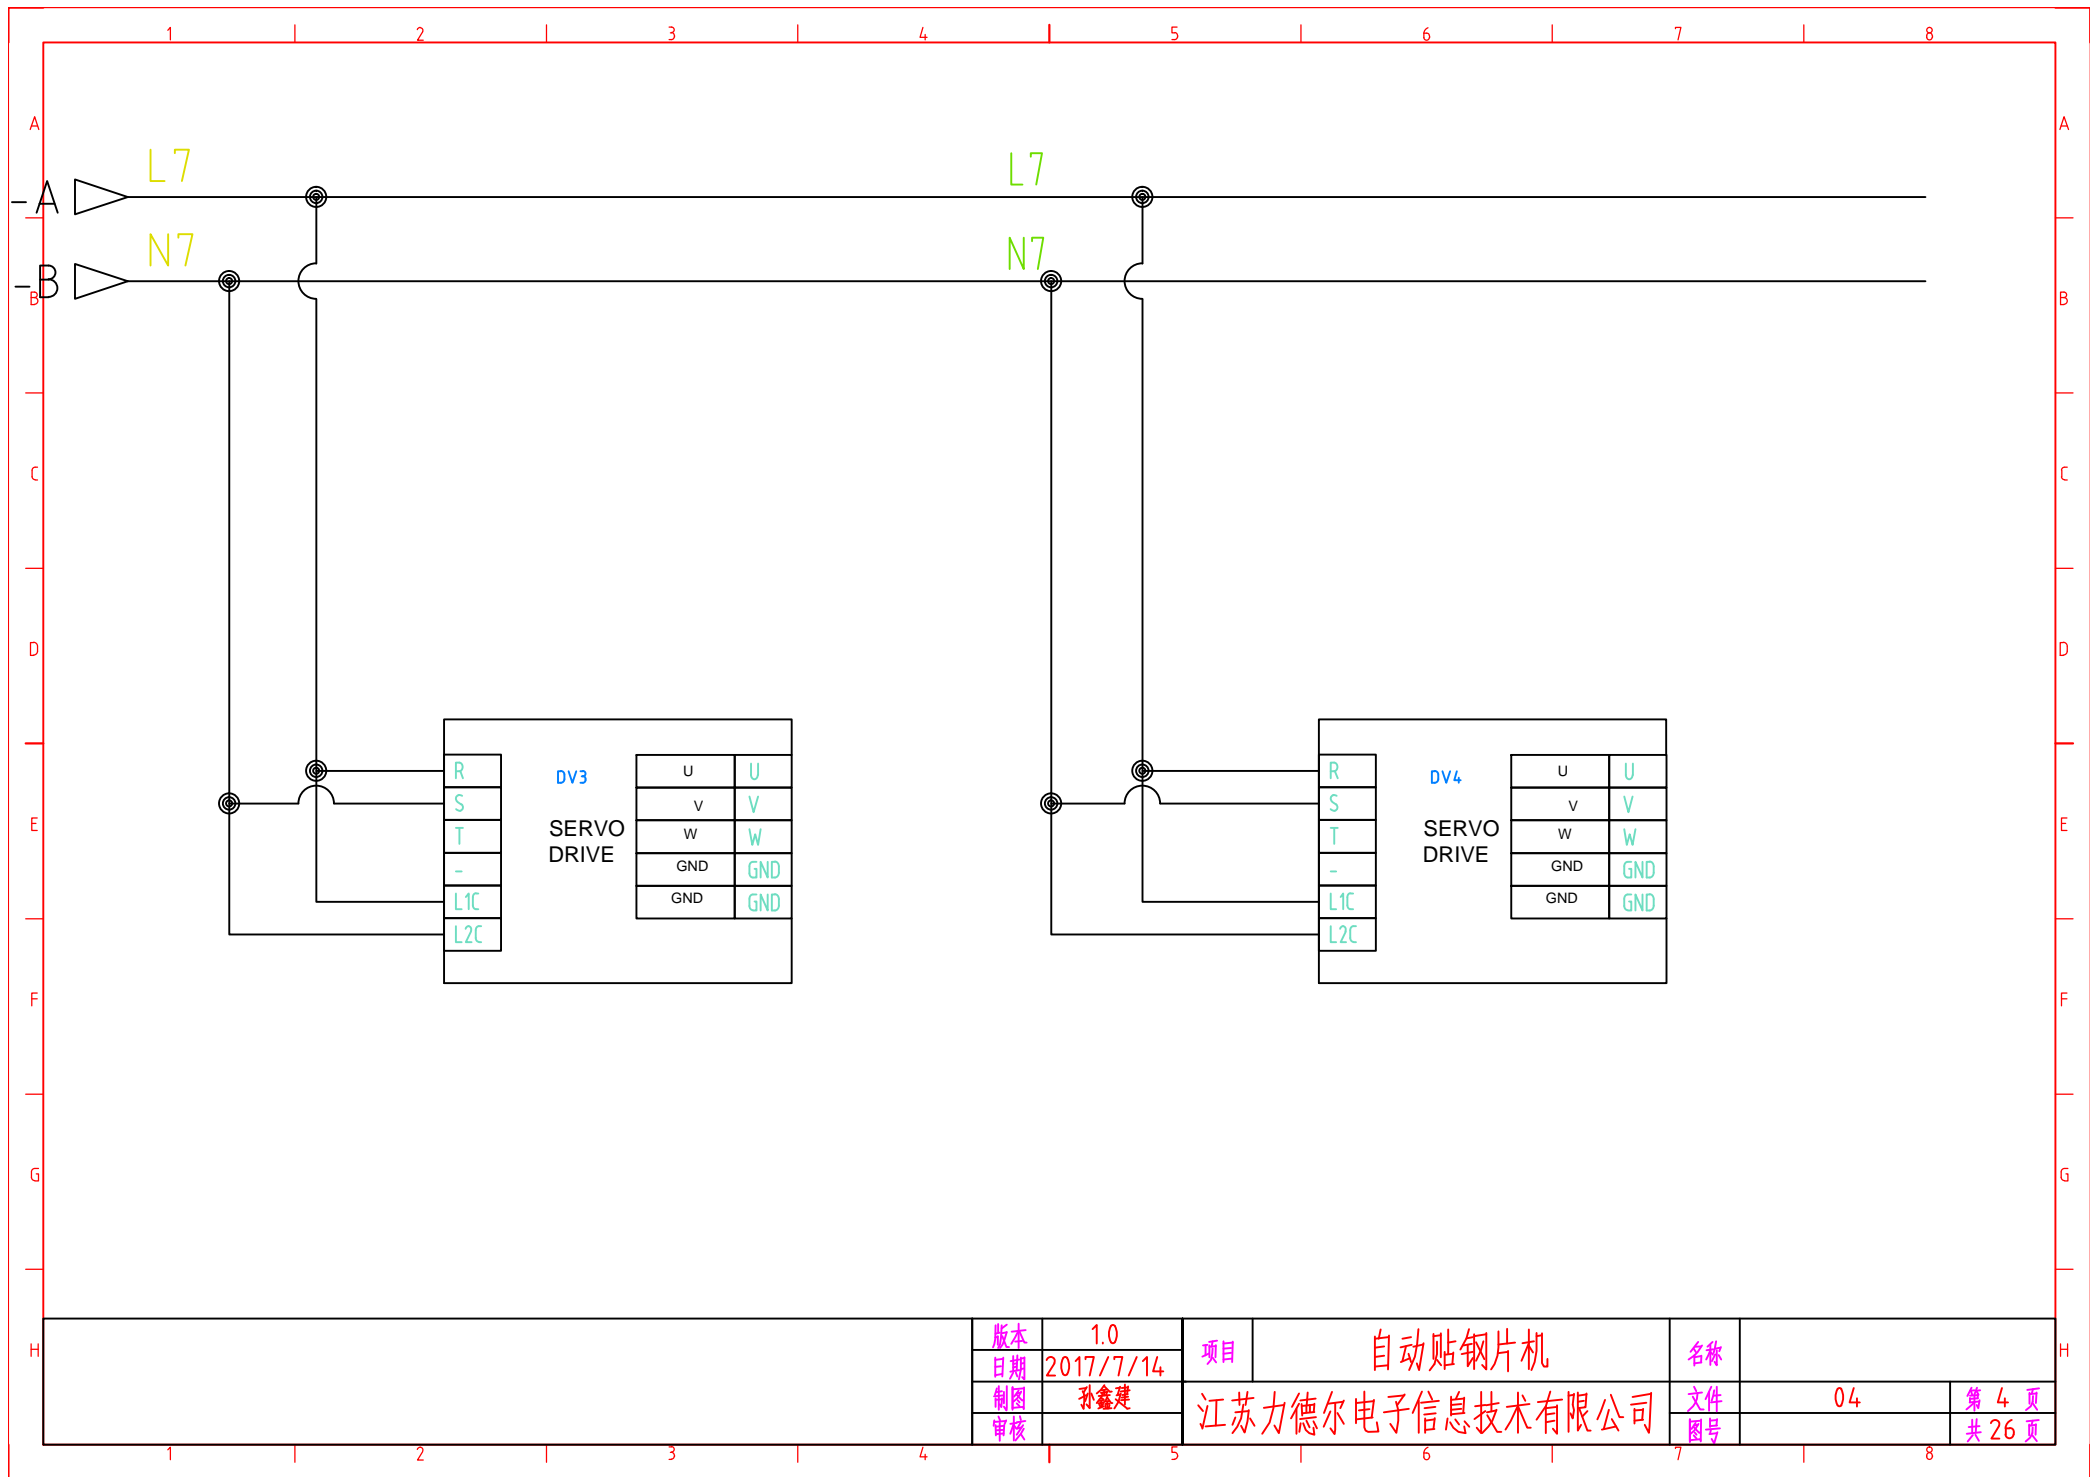 1 2 3 4 5 6 7 8
A A
L7 L7
-A
N7 N7
-B
B B
C C
D D
R DV3 U U
S V V
T SERVO W W
- DRIVE GND GND
L1C GND GND
L2C
R DV4 U U
S V V
T SERVO W W
- DRIVE GND GND
L1C GND GND
L2C
E E
F F
G G
H H
版本 1.0 项目 自动贴钢片机 名称
日期 2017/7/14
制图 孙鑫建 江苏力德尔电子信息技术有限公司 文件 04 第 4 页
审核 图号 共 26 页
1 2 3 4 5 6 7 8